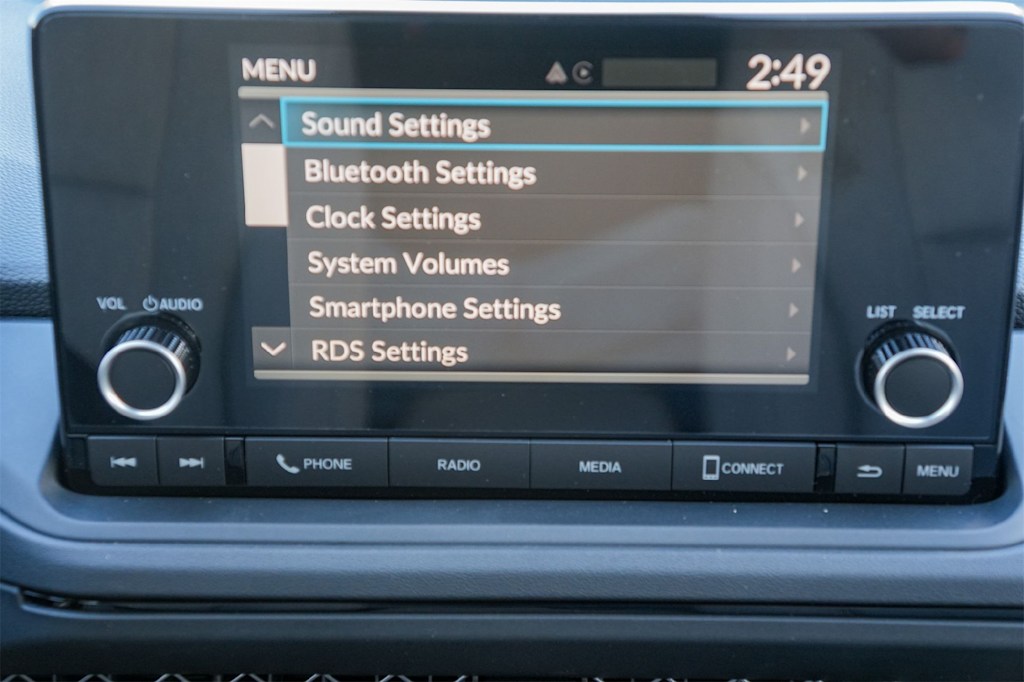 MENU 2:49
Sound Settings
Bluetooth Settings
Clock Settings
System Volumes
Smartphone Settings
RDS Settings
VOL AUDIO
LIST SELECT
PHONE RADIO MEDIA CONNECT MENU